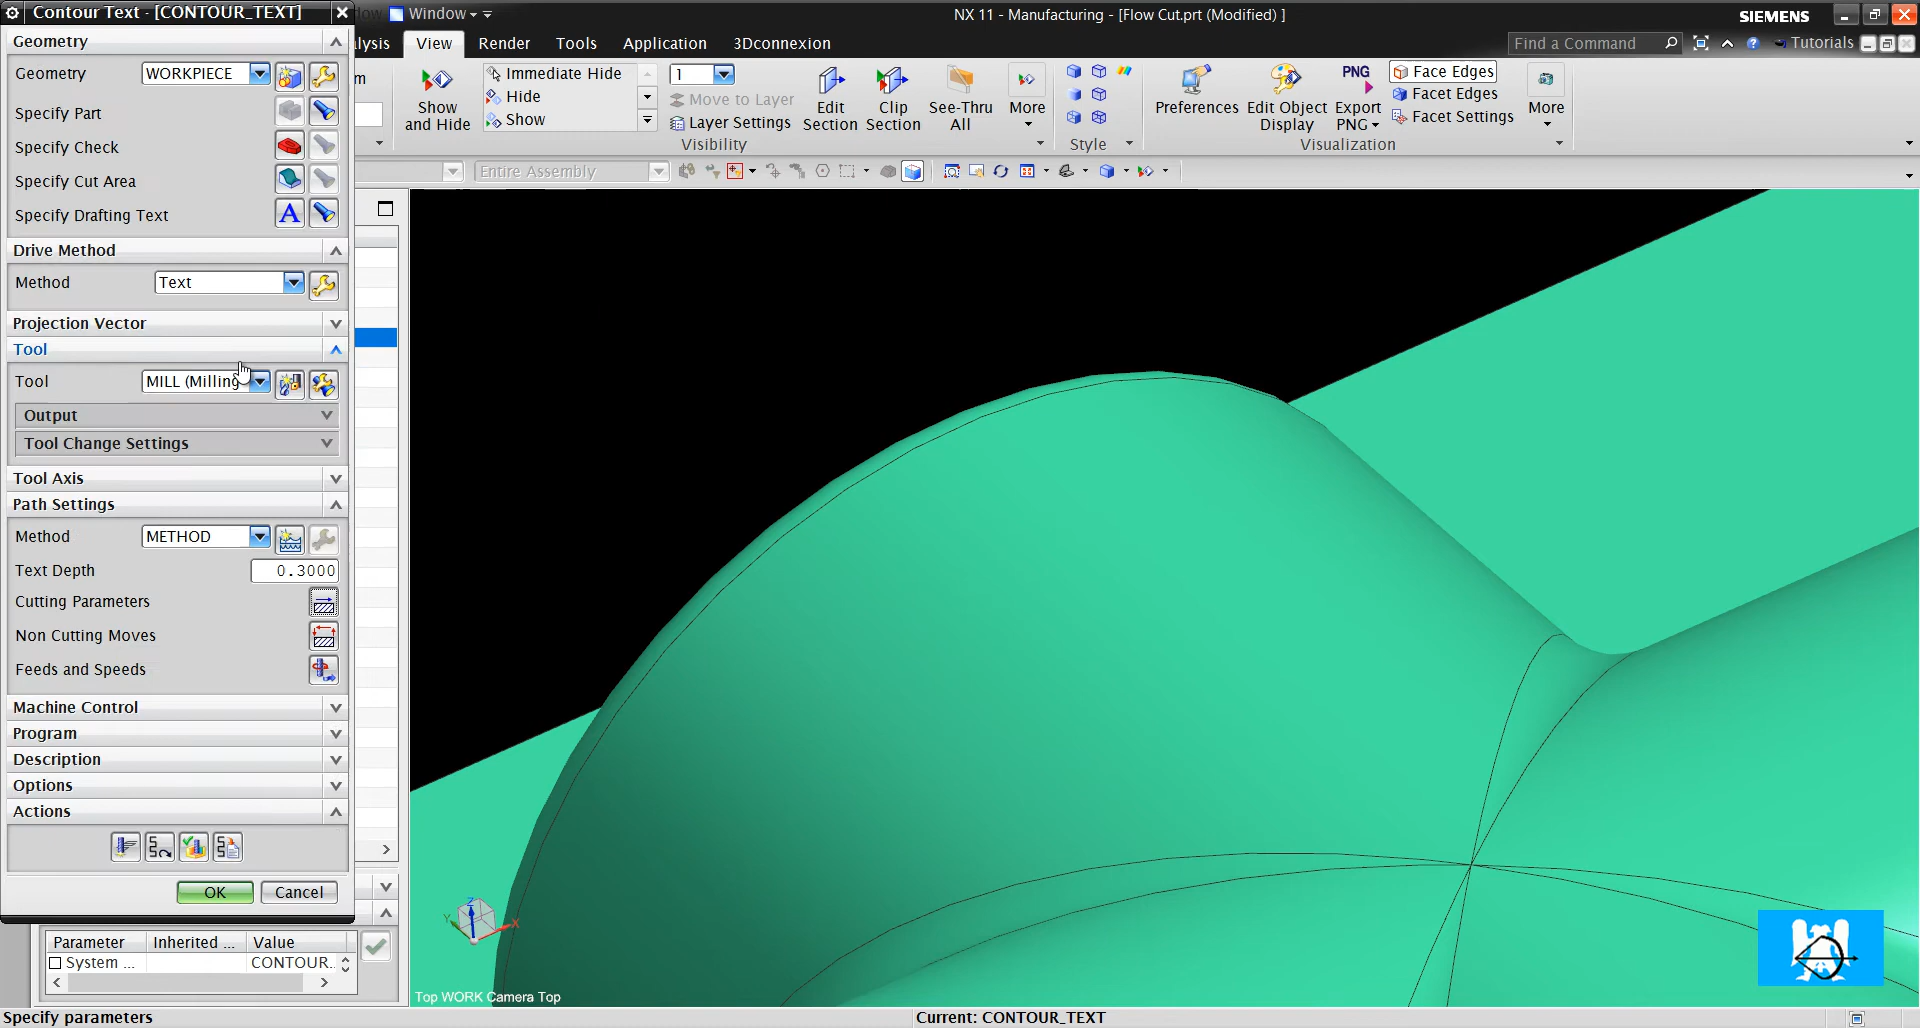 Contour Text - [CONTOUR_TEXT]
Window
NX 11 - Manufacturing - [Flow Cut.prt (Modified) ]
SIEMENS
View
Render
Tools
Application
3Dconnexion
Find a Command
Tutorials
Geometry
Geometry
WORKPIECE
Specify Part
Specify Check
Specify Cut Area
Specify Drafting Text
Drive Method
Method
Text
Projection Vector
Tool
Tool
MILL (Milling
Output
Tool Change Settings
Tool Axis
Path Settings
Method
METHOD
Text Depth
0.3000
Cutting Parameters
Non Cutting Moves
Feeds and Speeds
Machine Control
Program
Description
Options
Actions
OK
Cancel
Parameter
Inherited ...
Value
System ...
CONTOUR..
Show and Hide
Immediate Hide
Hide
Show
1
Move to Layer
Layer Settings
Visibility
Edit Section
Clip Section
See-Thru All
More
Style
Preferences
Edit Object Display
PNG
Export PNG
Face Edges
Facet Edges
Facet Settings
More
Visualization
Entire Assembly
Z
Y
X
Top WORK Camera Top
Specify parameters
Current: CONTOUR_TEXT